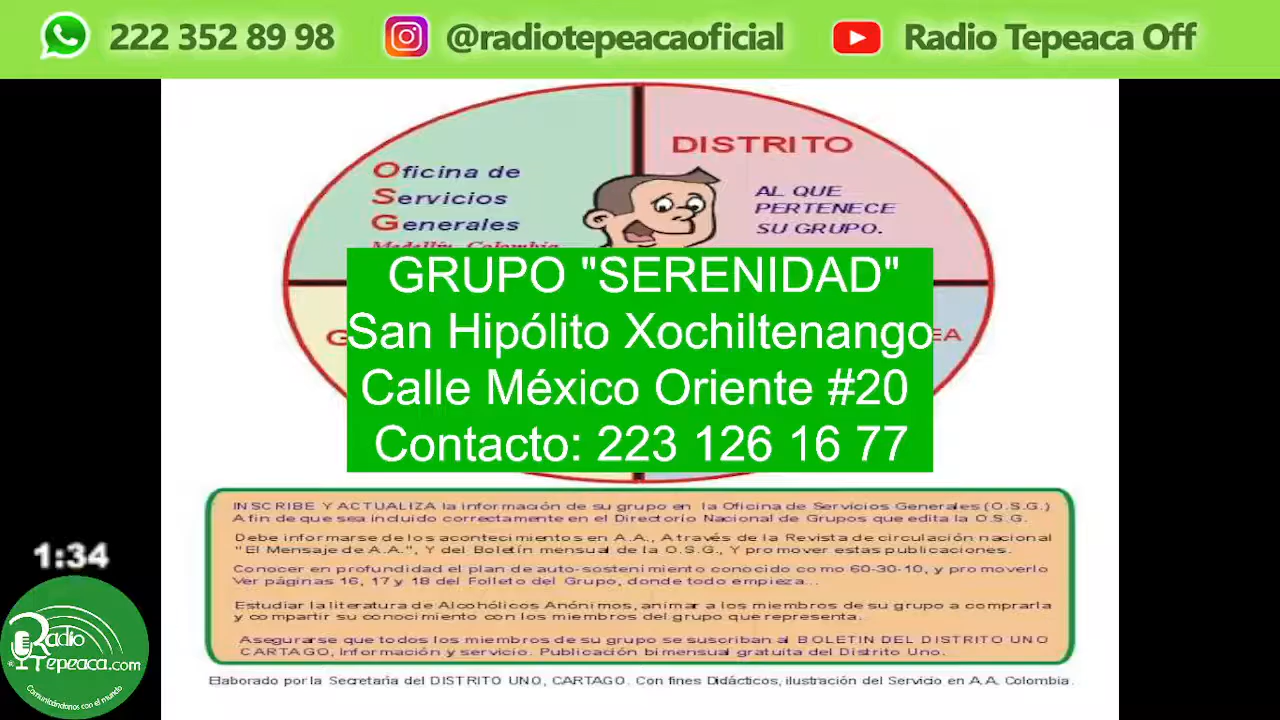 222 352 89 98 @radiotepeacaoficial Radio Tepeaca Off
Oficina de
Servicios
Generales
Medellín, Colombia
DISTRITO
AL QUE
PERTENECE
SU GRUPO.
GRUPO "SERENIDAD"
San Hipólito Xochiltenango
Calle México Oriente #20
Contacto: 223 126 16 77
INSCRIBE Y ACTUALIZA la información de su grupo en la Oficina de Servicios Generales (O.S.G.)
A fin de que sea incluido correctamente en el Directorio Nacional de Grupos que edita la O.S.G.
Debe informarse de los acontecimientos en A.A., A través de la Revista de circulación nacional
"El Mensaje de A.A.", Y del Boletín mensual de la O.S.G., Y promover estas publicaciones.
Conocer en profundidad el plan de auto-sostenimiento conocido como 60-30-10, y promoverlo
Ver páginas 16, 17 y 18 del Folleto del Grupo, donde todo empieza...
Estudiar la literatura de Alcohólicos Anónimos, animar a los miembros de su grupo a comprarla
y compartir su conocimiento con los miembros del grupo que representa.
Asegurarse que todos los miembros de su grupo se suscriban al BOLETIN DEL DISTRITO UNO
CARTAGO, Información y servicio. Publicación bimensual gratuita del Distrito Uno.
Elaborado por la Secretaría del DISTRITO UNO, CARTAGO. Con fines Didácticos, ilustración del Servicio en A.A. Colombia.
1:34
Radio
Tepeaca.com
Comunicándonos con el mundo